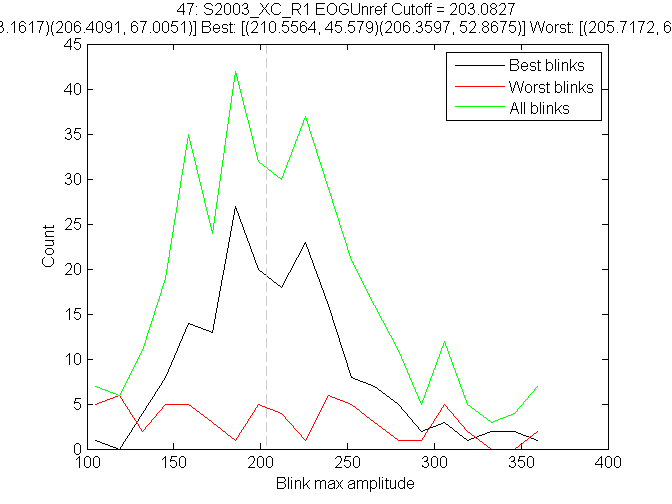 47: S2003_XC_R1 EOGUnref Cutoff = 203.0827
3.1617)(206.4091, 67.0051)] Best: [(210.5564, 45.579)(206.3597, 52.8675)] Worst: [(205.7172, 6
45
40
35
30
25
20
15
10
5
0
Count
Best blinks
Worst blinks
All blinks
100 150 200 250 300 350 400
Blink max amplitude